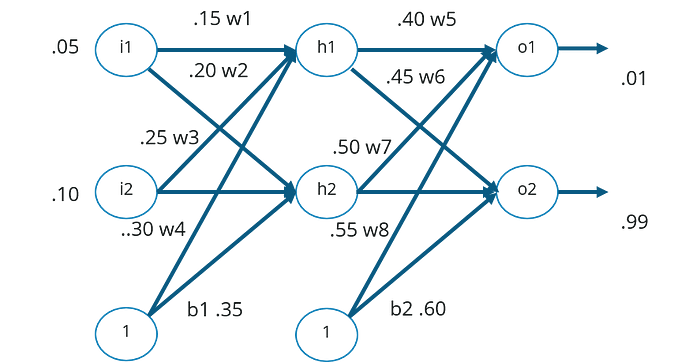 .15 w1
.40 w5
.05
i1
h1
o1
.20 w2
.45 w6
.01
.25 w3
.50 w7
.10
i2
h2
o2
..30 w4
.55 w8
.99
b1 .35
b2 .60
1
1